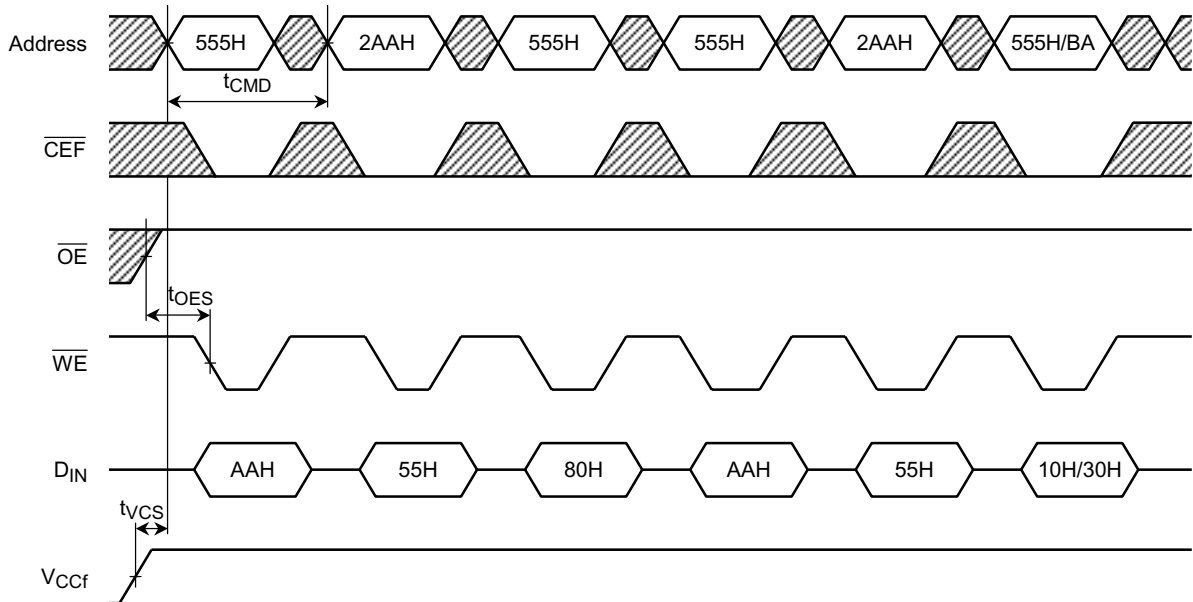 Address 555H 2AAH 555H 555H 2AAH 555H/BA
tCMD
CEF
OE
tOES
WE
DIN AAH 55H 80H AAH 55H 10H/30H
tVCS
VCCf